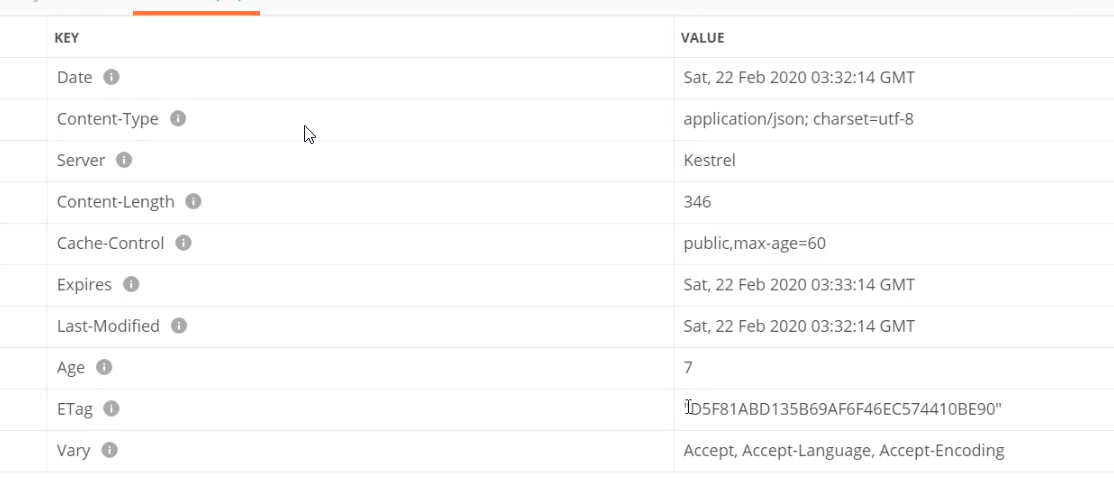 KEY VALUE
Date Sat, 22 Feb 2020 03:32:14 GMT
Content-Type application/json; charset=utf-8
Server Kestrel
Content-Length 346
Cache-Control public,max-age=60
Expires Sat, 22 Feb 2020 03:33:14 GMT
Last-Modified Sat, 22 Feb 2020 03:32:14 GMT
Age 7
ETag "D5F81ABD135B69AF6F46EC574410BE90"
Vary Accept, Accept-Language, Accept-Encoding